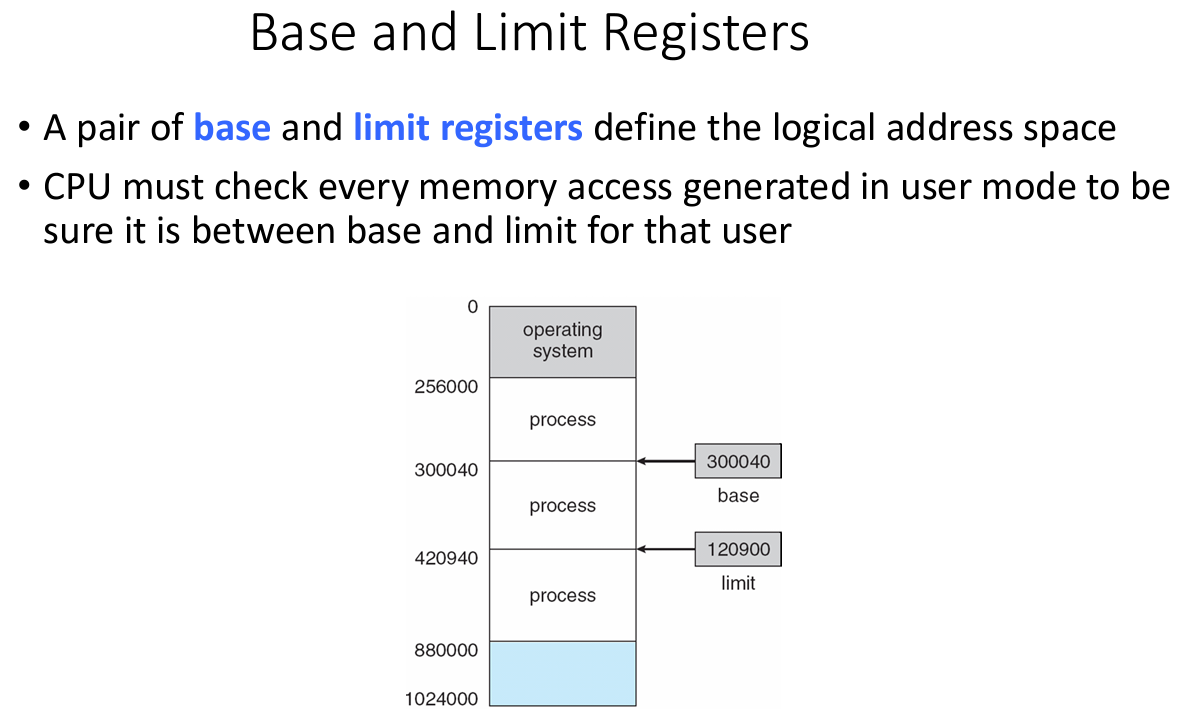 Base and Limit Registers
• A pair of base and limit registers define the logical address space
• CPU must check every memory access generated in user mode to be
sure it is between base and limit for that user
0
operating
system
256000
process
300040
300040
base
process
420940
120900
limit
process
880000
1024000